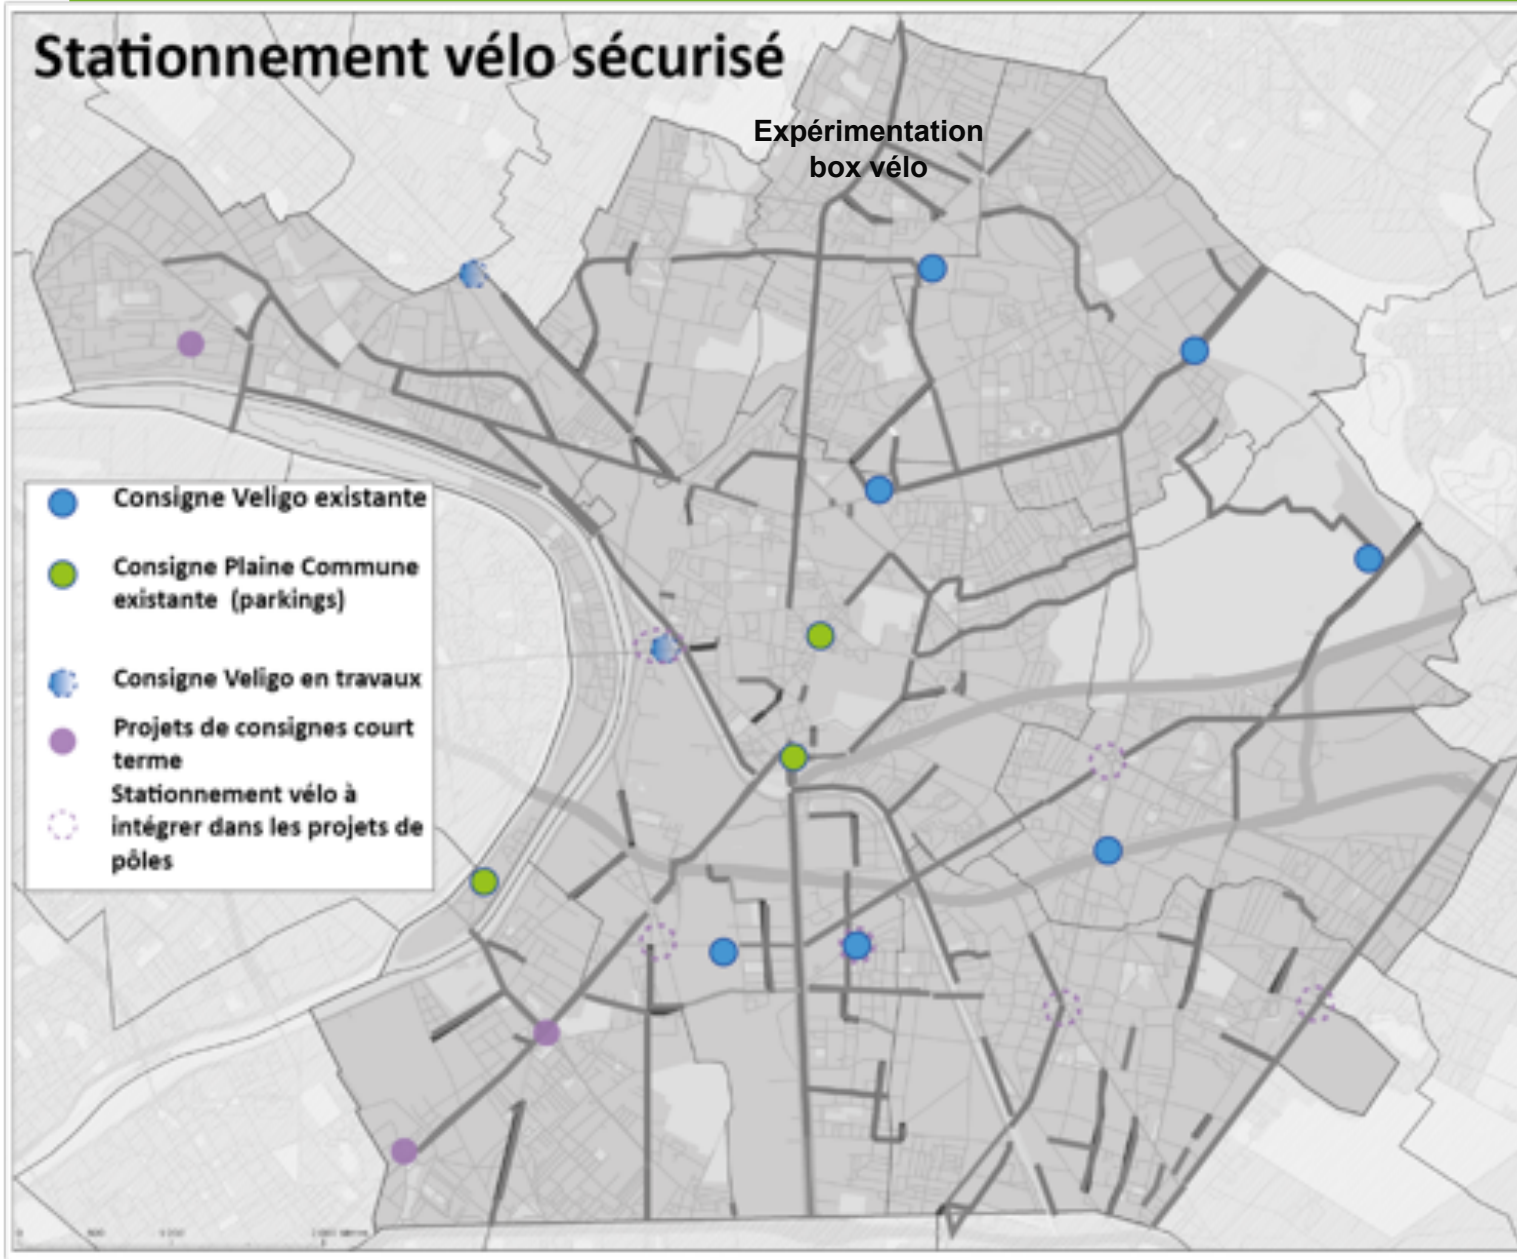 Stationnement vélo sécurisé
Expérimentation
box vélo
Consigne Veligo existante
Consigne Plaine Commune
existante (parkings)
Consigne Veligo en travaux
Projets de consignes court
terme
Stationnement vélo à
intégrer dans les projets de
pôles